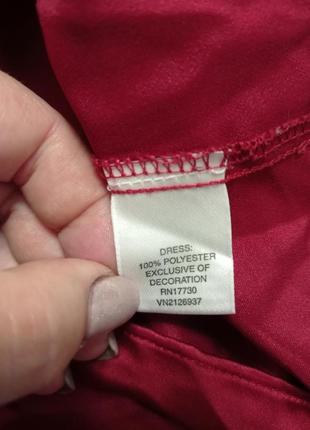 DRESS:
100% POLYESTER
EXCLUSIVE OF
DECORATION
RN17730
VN2126937